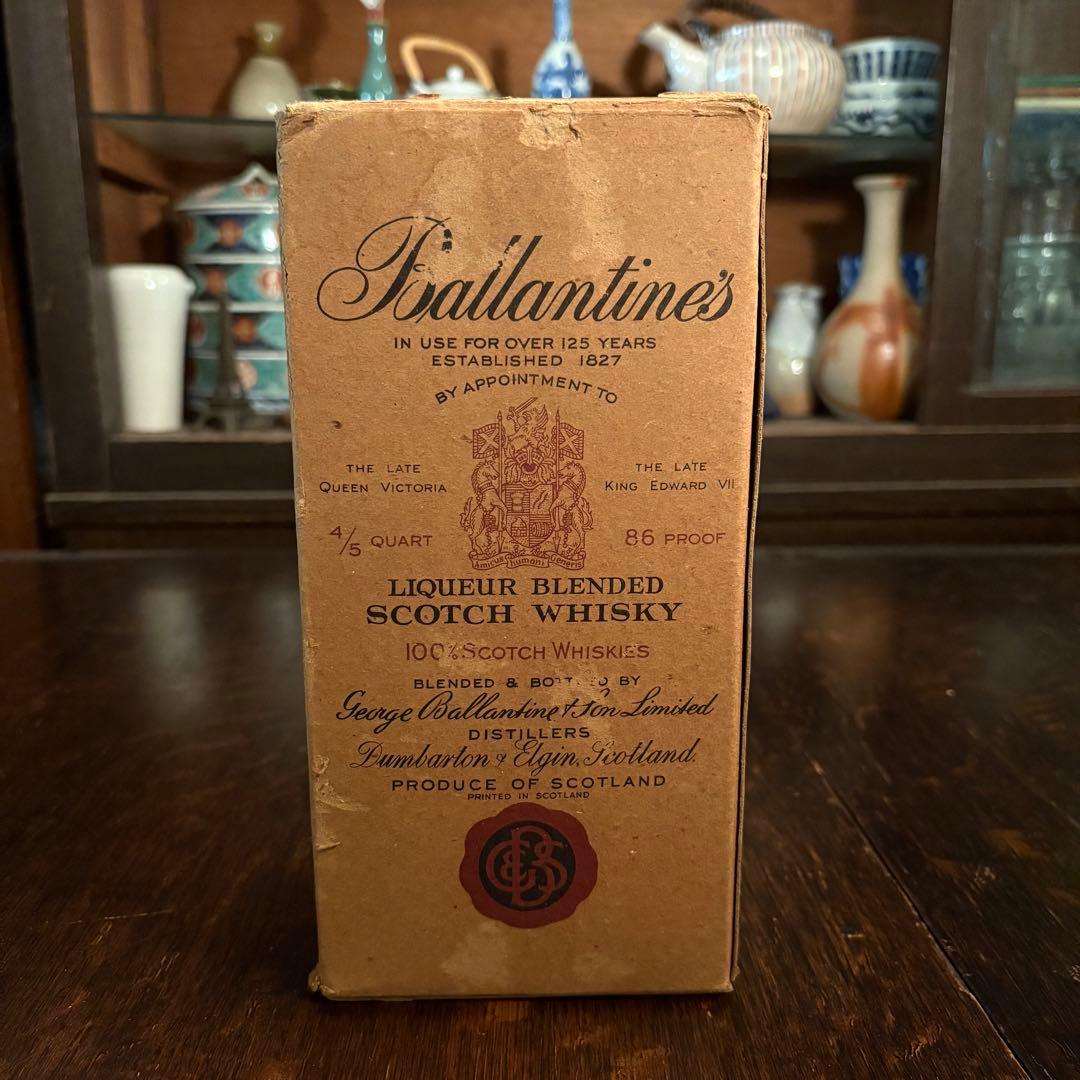 Ballantine's
IN USE FOR OVER 125 YEARS
ESTABLISHED 1827
BY APPOINTMENT TO
THE LATE
QUEEN VICTORIA
THE LATE
KING EDWARD VII
4/5 QUART
86 PROOF
Amicus humani generis
LIQUEUR BLENDED
SCOTCH WHISKY
100% SCOTCH WHISKIES
BLENDED & BOTTLED BY
George Ballantine & Son Limited
DISTILLERS
Dumbarton & Elgin, Scotland.
PRODUCE OF SCOTLAND
PRINTED IN SCOTLAND